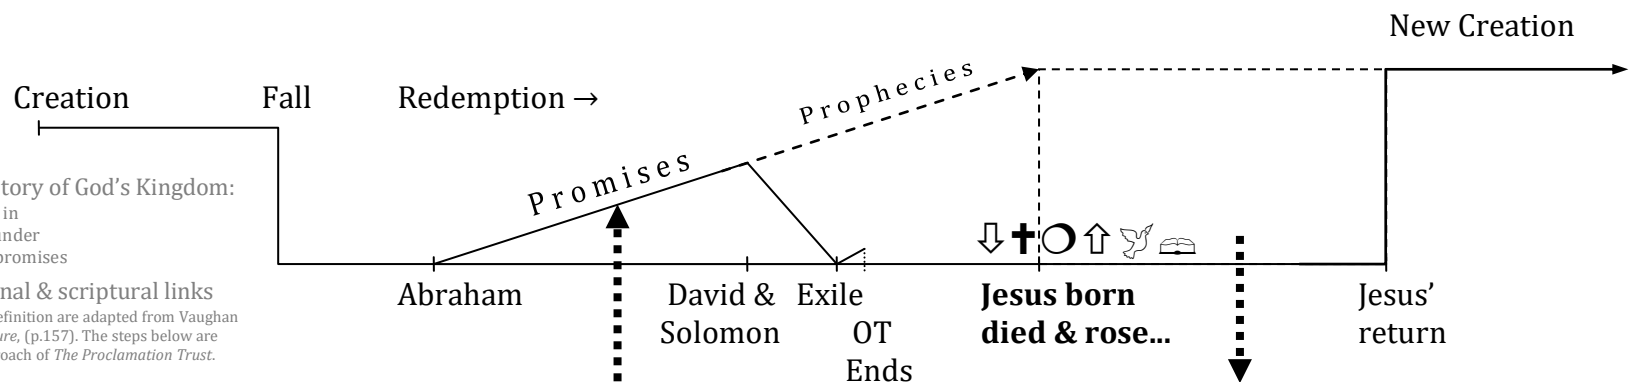 New Creation
Creation Fall Redemption →
Prophecies
Promises
tory of God's Kingdom:
in
under
promises
nal & scriptural links
efinition are adapted from Vaughan
ure, (p.157). The steps below are
roach of The Proclamation Trust.
Abraham
David &
Solomon
Exile
OT
Ends
Jesus born
died & rose...
Jesus'
return